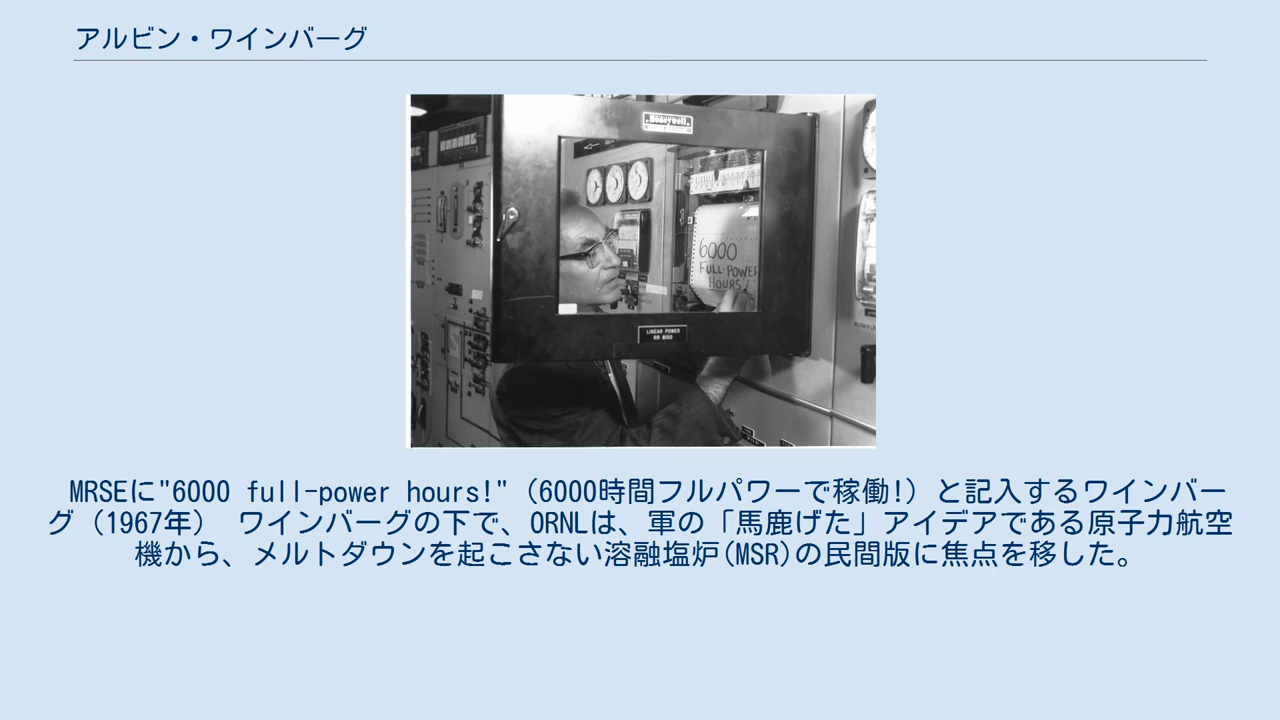 アルビン・ワインバーグ
Honeywell
6000
FULL-POWER
HOURS!
LINEAR POWER
RR 8100
MRSEに"6000 full-power hours!"（6000時間フルパワーで稼働!）と記入するワインバー
グ（1967年） ワインバーグの下で、ORNLは、軍の「馬鹿げた」アイデアである原子力航空
機から、メルトダウンを起こさない溶融塩炉(MSR)の民間版に焦点を移した。